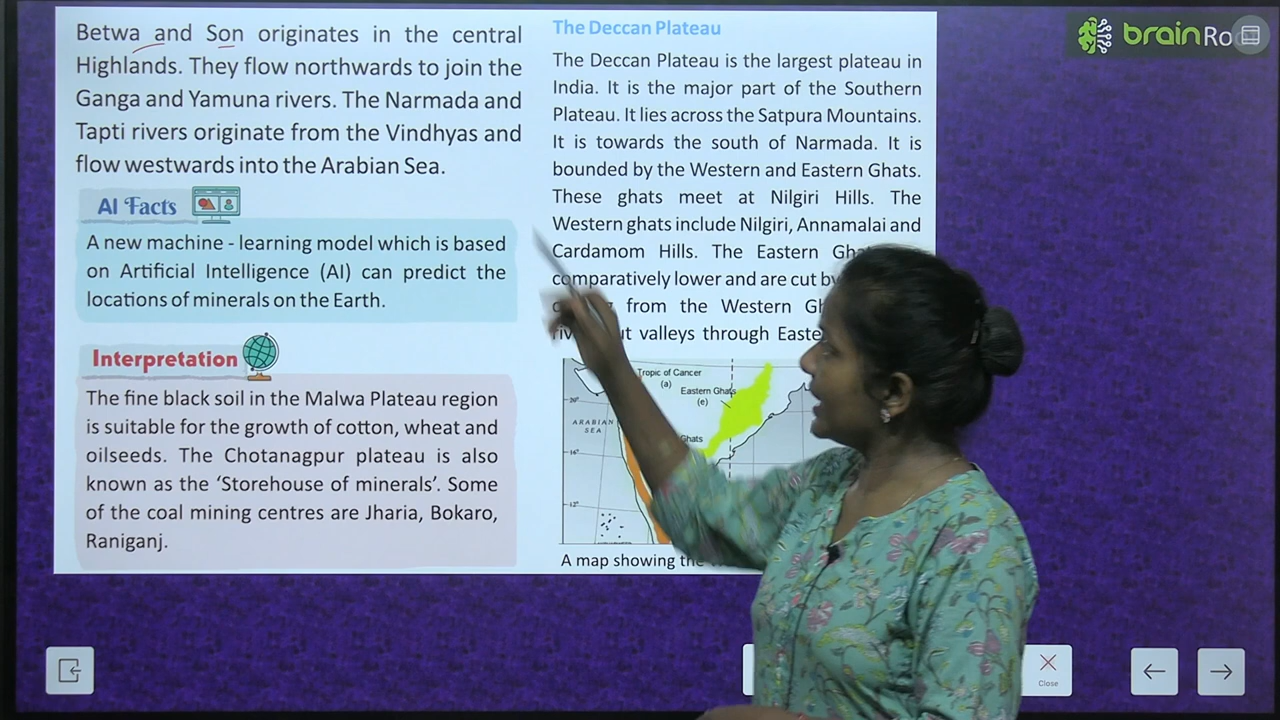 Betwa and Son originates in the central
Highlands. They flow northwards to join the
Ganga and Yamuna rivers. The Narmada and
Tapti rivers originate from the Vindhyas and
flow westwards into the Arabian Sea.
AI Facts
A new machine - learning model which is based
on Artificial Intelligence (AI) can predict the
locations of minerals on the Earth.
Interpretation
The fine black soil in the Malwa Plateau region
is suitable for the growth of cotton, wheat and
oilseeds. The Chotanagpur plateau is also
known as the ‘Storehouse of minerals’. Some
of the coal mining centres are Jharia, Bokaro,
Raniganj.
The Deccan Plateau
The Deccan Plateau is the largest plateau in
India. It is the major part of the Southern
Plateau. It lies across the Satpura Mountains.
It is towards the south of Narmada. It is
bounded by the Western and Eastern Ghats.
These ghats meet at Nilgiri Hills. The
Western ghats include Nilgiri, Annamalai and
Cardamom Hills. The Eastern
comparatively lower and are cut by
from the Western
valleys through
Tropic of Cancer
(a)
Eastern Ghats
(e)
20°
ARABIAN
SEA
Ghats
16°
12°
A map showing the
brain
Close